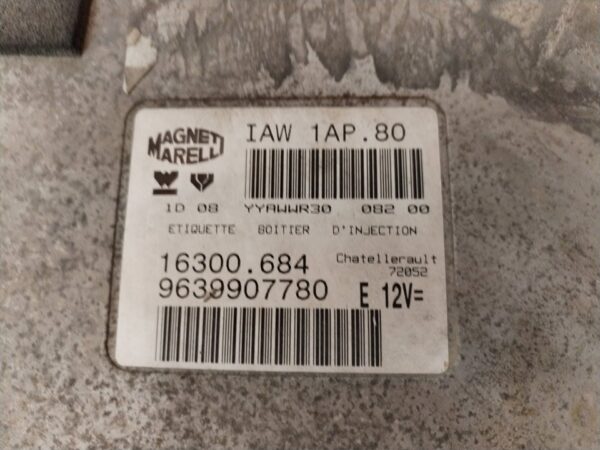 MAGNETI
MARELLI
IAW 1AP.80
1D 08 YYAWWR30 082 00
ETIQUETTE BOITIER D'INJECTION
16300.684
Chatellerault
72052
9639907780
E 12V=